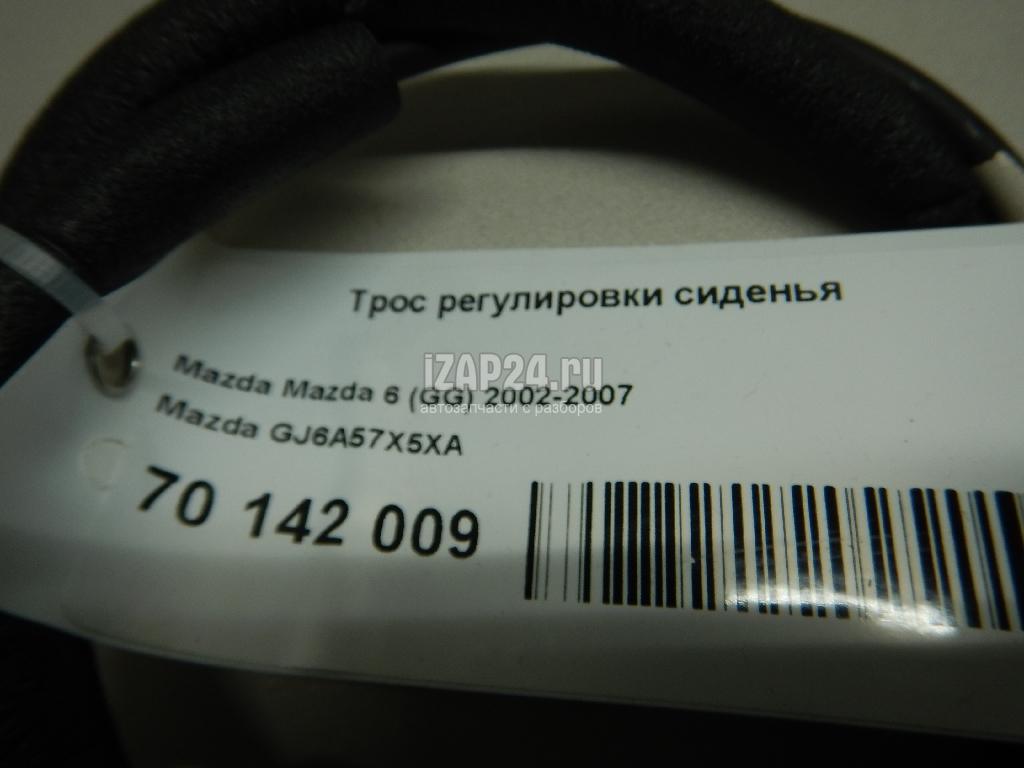 Трос регулировки сиденья
iZAP24.ru
Mazda Mazda 6 (GG) 2002-2007
автозапчасти с разборов
Mazda GJ6A57X5XA
70 142 009